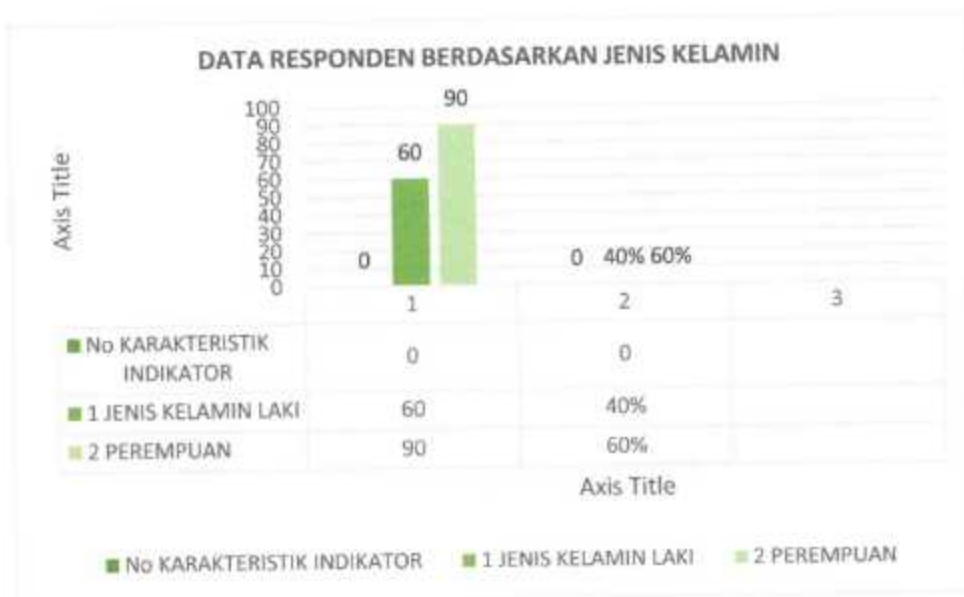 DATA RESPONDEN BERDASARKAN JENIS KELAMIN
Axis Title
100
90
80
70
60
50
40
30
20
10
0
0
60
90
0 40% 60%
1 2 3
No KARAKTERISTIK
INDIKATOR
0 0
1 JENIS KELAMIN LAKI 60 40%
2 PEREMPUAN 90 60%
Axis Title
No KARAKTERISTIK INDIKATOR 1 JENIS KELAMIN LAKI 2 PEREMPUAN